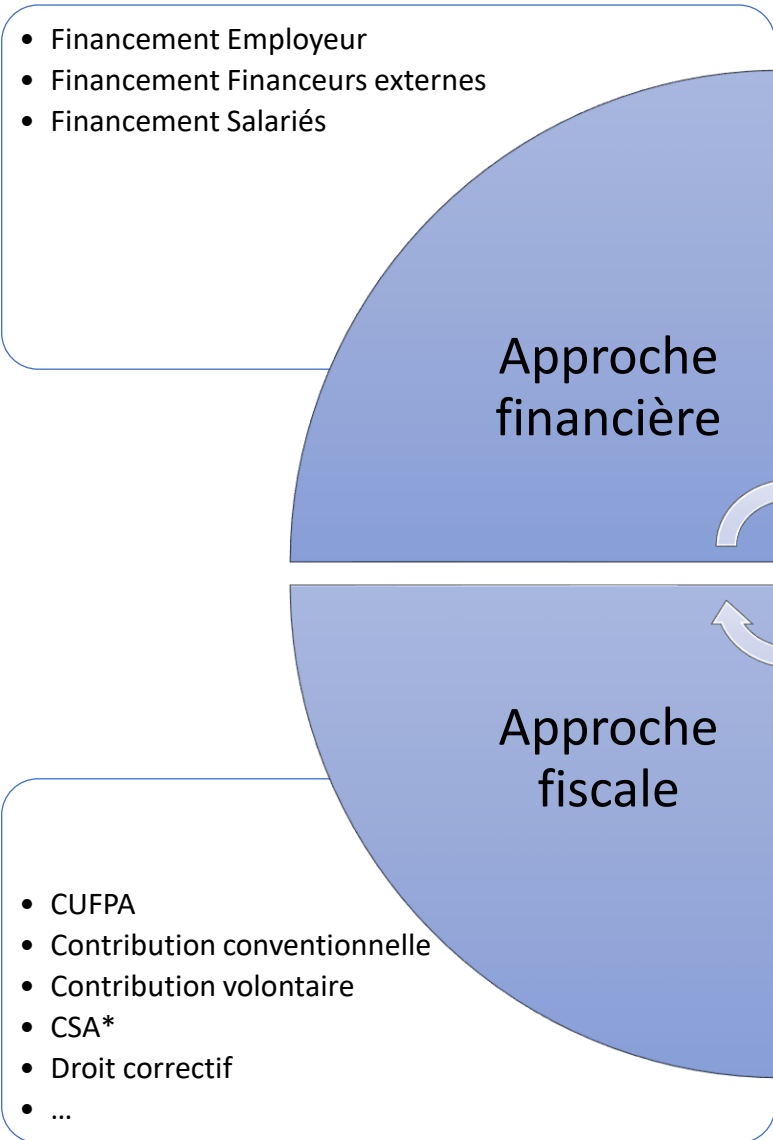 • Financement Employeur
• Financement Financeurs externes
• Financement Salariés
Approche
financière
Approche
fiscale
• CUFPA
• Contribution conventionnelle
• Contribution volontaire
• CSA*
• Droit correctif
• ...